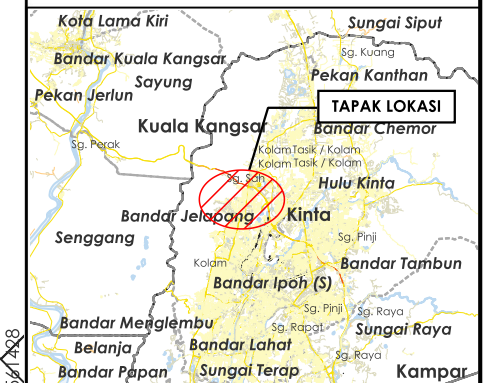 Kota Lama Kiri
Sungai Siput
Sg. Kuang
Bandar Kuala Kangsar
Pekan Kanthan
Sayung
Pekan Jerlun
TAPAK LOKASI
Kuala Kangsar
Bandar Chemor
Sg. Perak
Kolam Tasik / Kolam
Kolam Tasik / Kolam
Sg. Soh
Hulu Kinta
Bandar Jelapang
Kinta
Senggang
Sg. Pinji
Kolam
Bandar Tambun
Bandar Ipoh (S)
Sg. Pinji
Sg. Raya
Bandar Menglembu
Sg. Rapat
Sungai Raya
Belanja
Bandar Lahat
Sg. Raya
Bandar Papan
Sungai Terap
Kampar